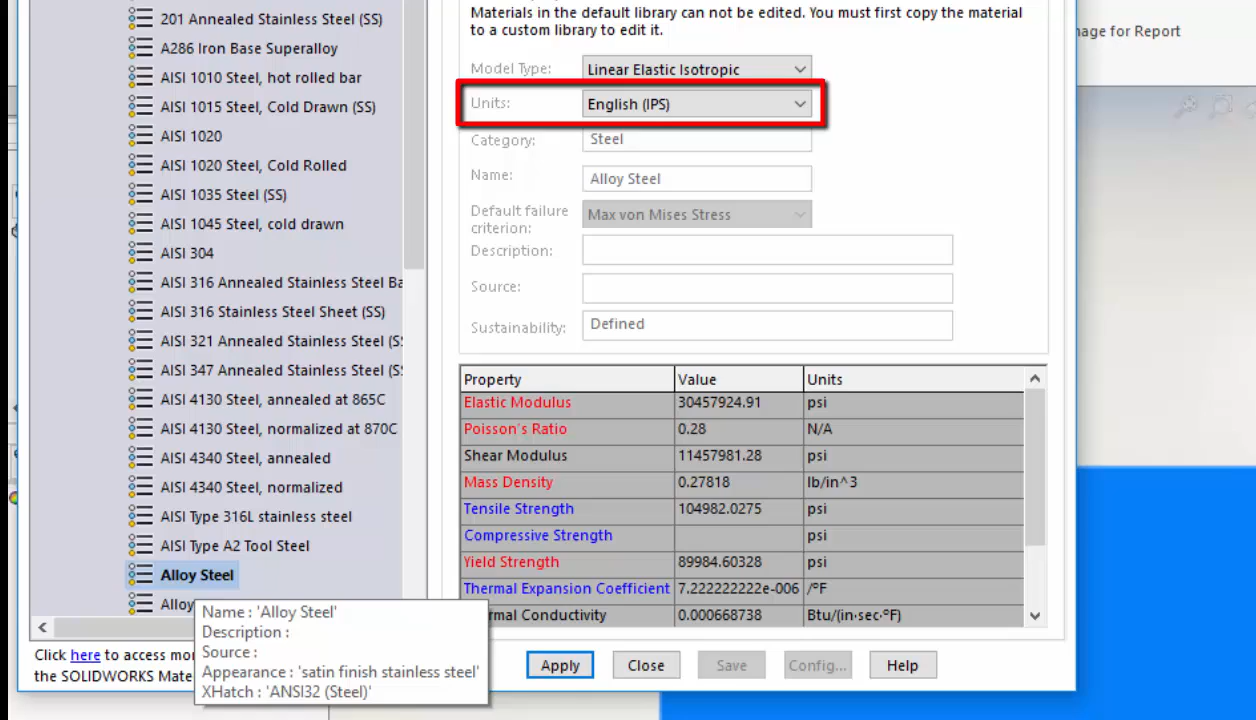 201 Annealed Stainless Steel (SS)
A286 Iron Base Superalloy
AISI 1010 Steel, hot rolled bar
AISI 1015 Steel, Cold Drawn (SS)
AISI 1020
AISI 1020 Steel, Cold Rolled
AISI 1035 Steel (SS)
AISI 1045 Steel, cold drawn
AISI 304
AISI 316 Annealed Stainless Steel Ba
AISI 316 Stainless Steel Sheet (SS)
AISI 321 Annealed Stainless Steel (S
AISI 347 Annealed Stainless Steel (S
AISI 4130 Steel, annealed at 865C
AISI 4130 Steel, normalized at 870C
AISI 4340 Steel, annealed
AISI 4340 Steel, normalized
AISI Type 316L stainless steel
AISI Type A2 Tool Steel
Alloy Steel
Alloy
Name : 'Alloy Steel'
Description :
Source :
Appearance : 'satin finish stainless steel'
XHatch : 'ANSI32 (Steel)'
Click here to access mo
the SOLIDWORKS Mate
Materials in the default library can not be edited. You must first copy the material
to a custom library to edit it.
Model Type: Linear Elastic Isotropic
Units: English (IPS)
Category: Steel
Name: Alloy Steel
Default failure
criterion: Max von Mises Stress
Description:
Source:
Sustainability: Defined
Property Value Units
Elastic Modulus 30457924.91 psi
Poisson's Ratio 0.28 N/A
Shear Modulus 11457981.28 psi
Mass Density 0.27818 lb/in^3
Tensile Strength 104982.0275 psi
Compressive Strength psi
Yield Strength 89984.60328 psi
Thermal Expansion Coefficient 7.222222222e-006 /°F
rmal Conductivity 0.000668738 Btu/(in·sec·°F)
Apply Close Save Config... Help
nage for Report